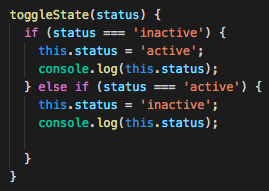 toggleState(status) {
  if (status === 'inactive') {
    this.status = 'active';
    console.log(this.status);
  } else if (status === 'active') {
    this.status = 'inactive';
    console.log(this.status);

  }
}